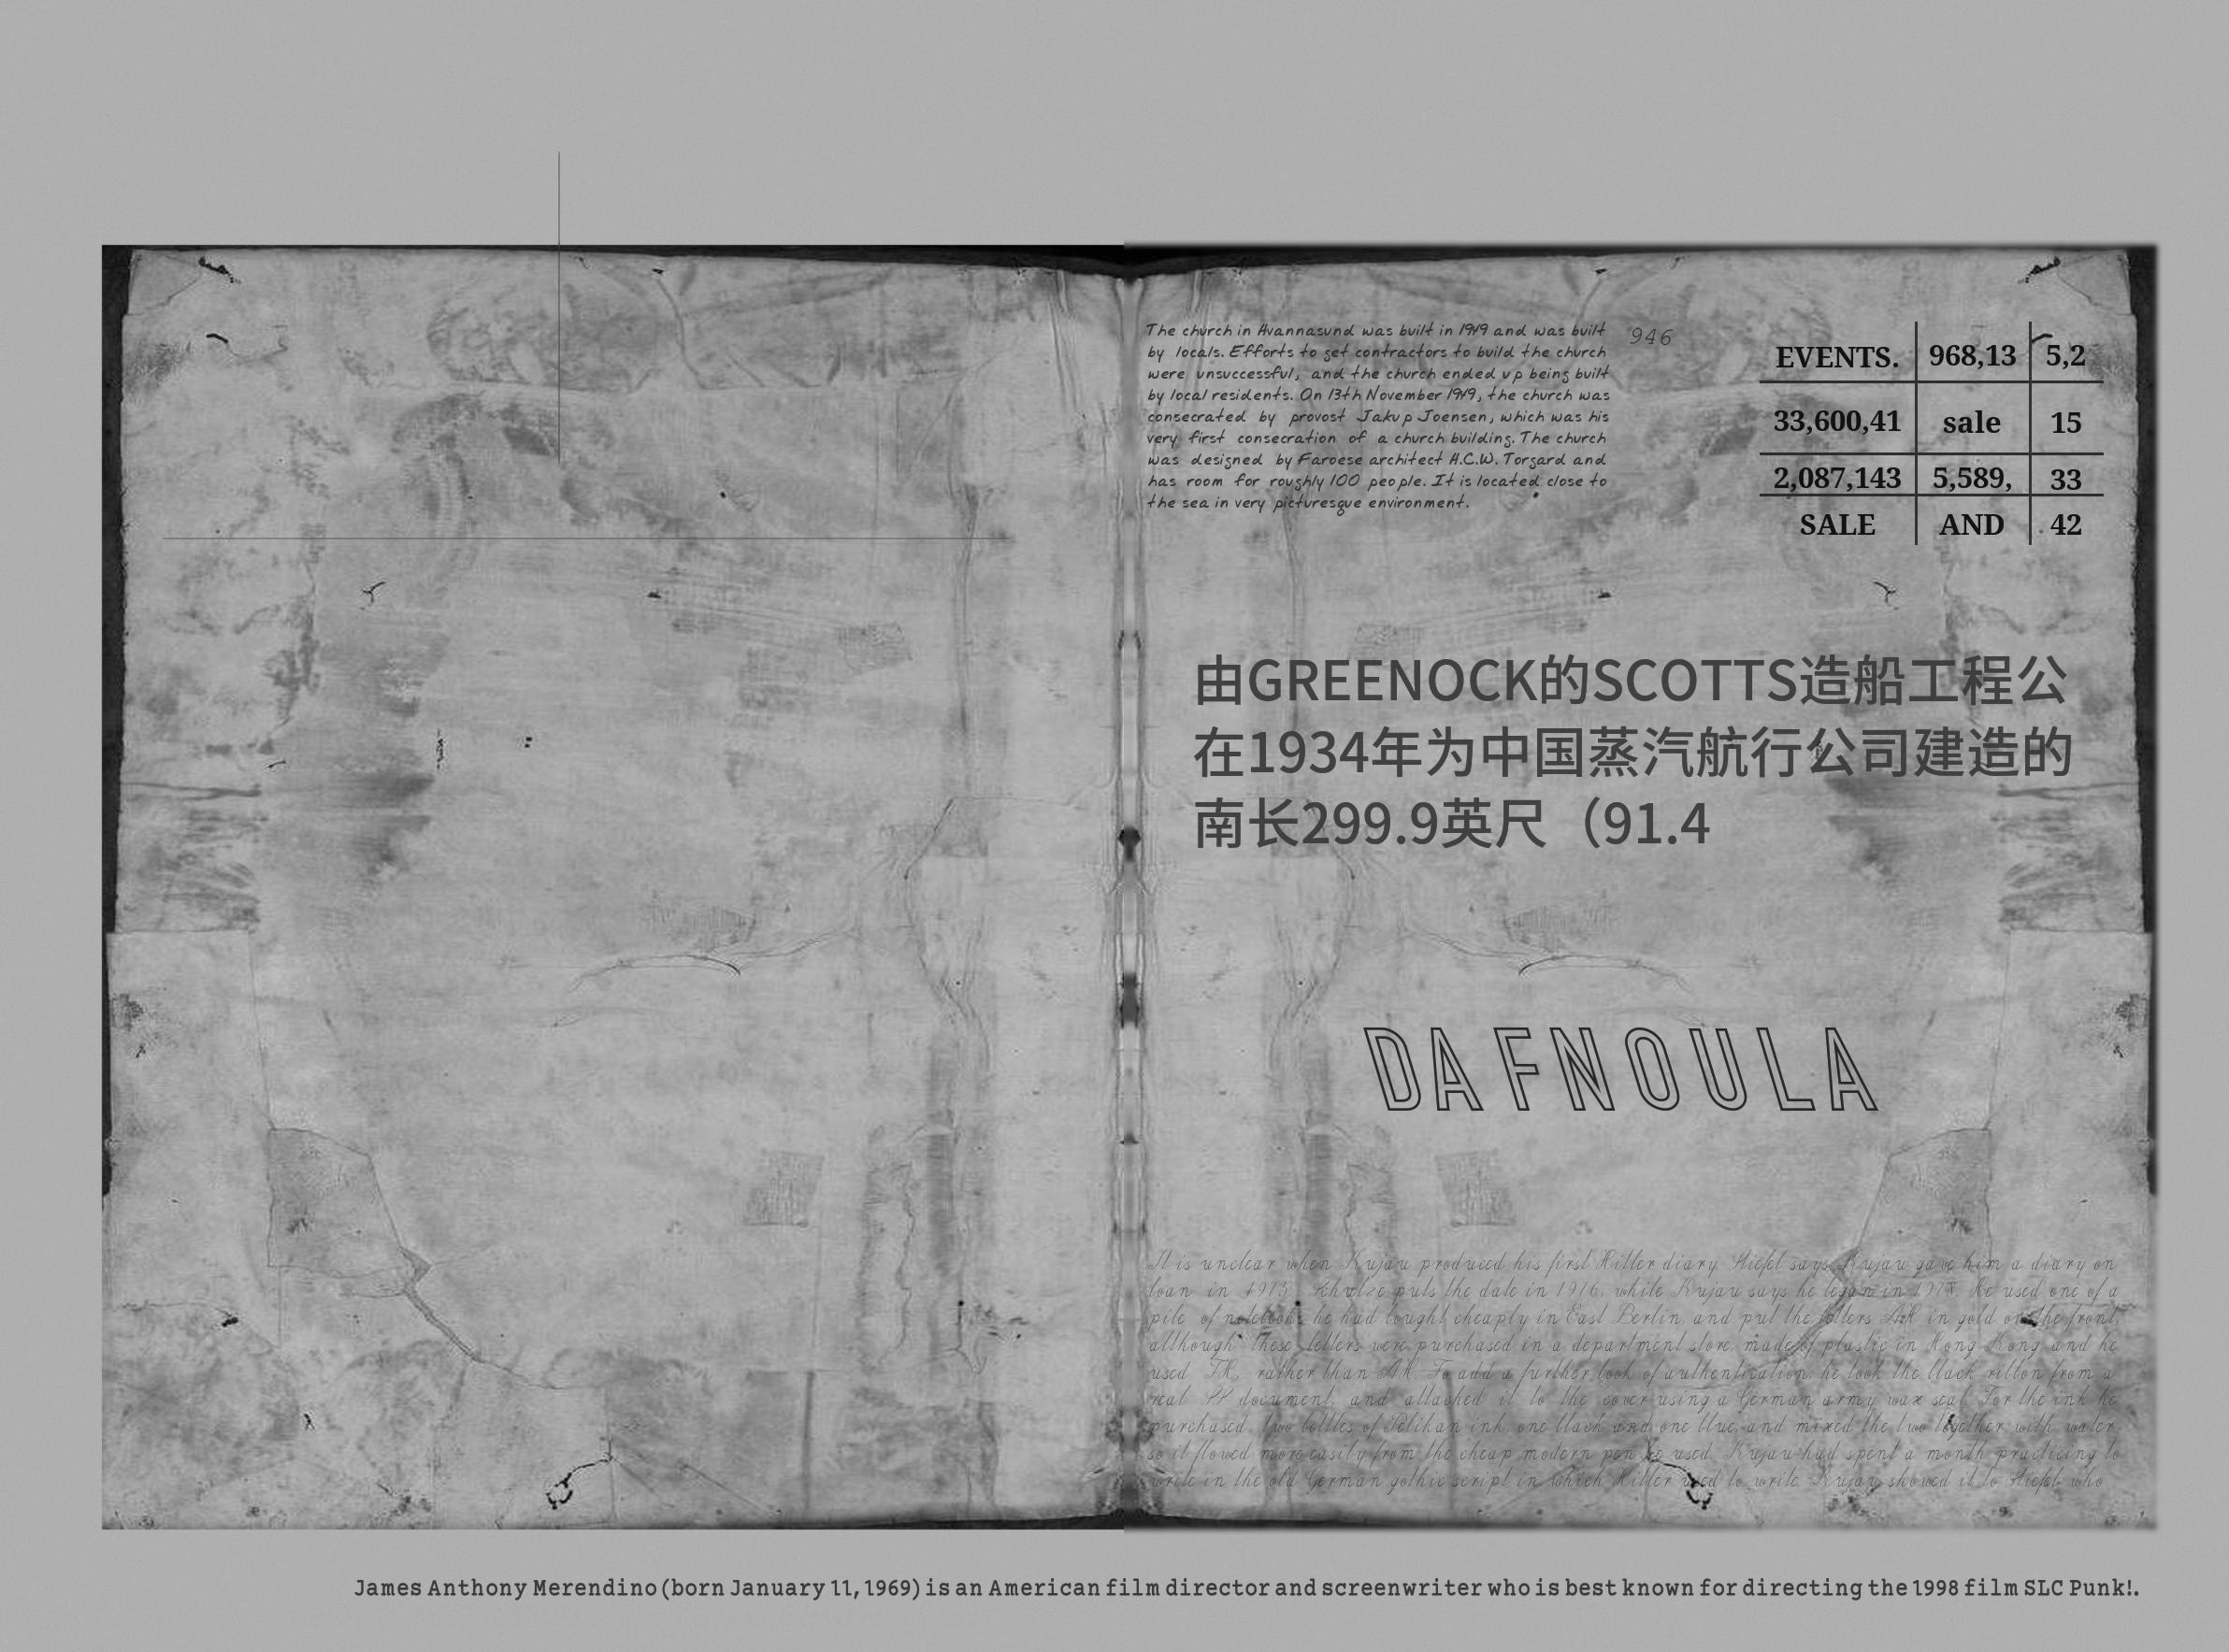 The church in Hvannasund was built in 1949 and was built
by locals. Efforts to get contractors to build the church
were unsuccessful, and the church ended up being built
by local residents. On 13th November 1949, the church was
consecrated by provost Jakup Joensen, which was his
very first consecration of a church building. The church
was designed by Faroese architect H.C.W. Torgard and
has room for roughly 100 people. It is located close to
the sea in very picturesque environment.
946
EVENTS. 968,13 5,2
33,600,41 sale 15
2,087,143 5,589, 33
SALE AND 42
由GREENOCK的SCOTTS造船工程公
在1934年为中国蒸汽航行公司建造的
南长299.9英尺（91.4
DAFNOULA
It is unclear when Kujau produced his first Hitler diary. Stiefel says Kujau gave him a diary on
loan in 1975. Schulze puts the date in 1976, while Kujau says he began in 1978. He used one of a
pile of notebooks he had bought cheaply in East Berlin, and put the letters AH in gold on the front,
although these letters were purchased in a department store, made of plastic in Hong Kong and he
used FH, rather than AH. To add a further look of authentication, he took the black ribbon from a
real document, and attached it to the cover using a German army wax seal. For the ink he
purchased two bottles of Pelikan ink, one black and one blue, and mixed the two together with water
so it flowed more easily from the cheap modern pen he used. Kujau had spent a month practicing to
write in the old German gothic script in which Hitler used to write. Kujau showed it to Stiefel, who
James Anthony Merendino (born January 11, 1969) is an American film director and screenwriter who is best known for directing the 1998 film SLC Punk!.